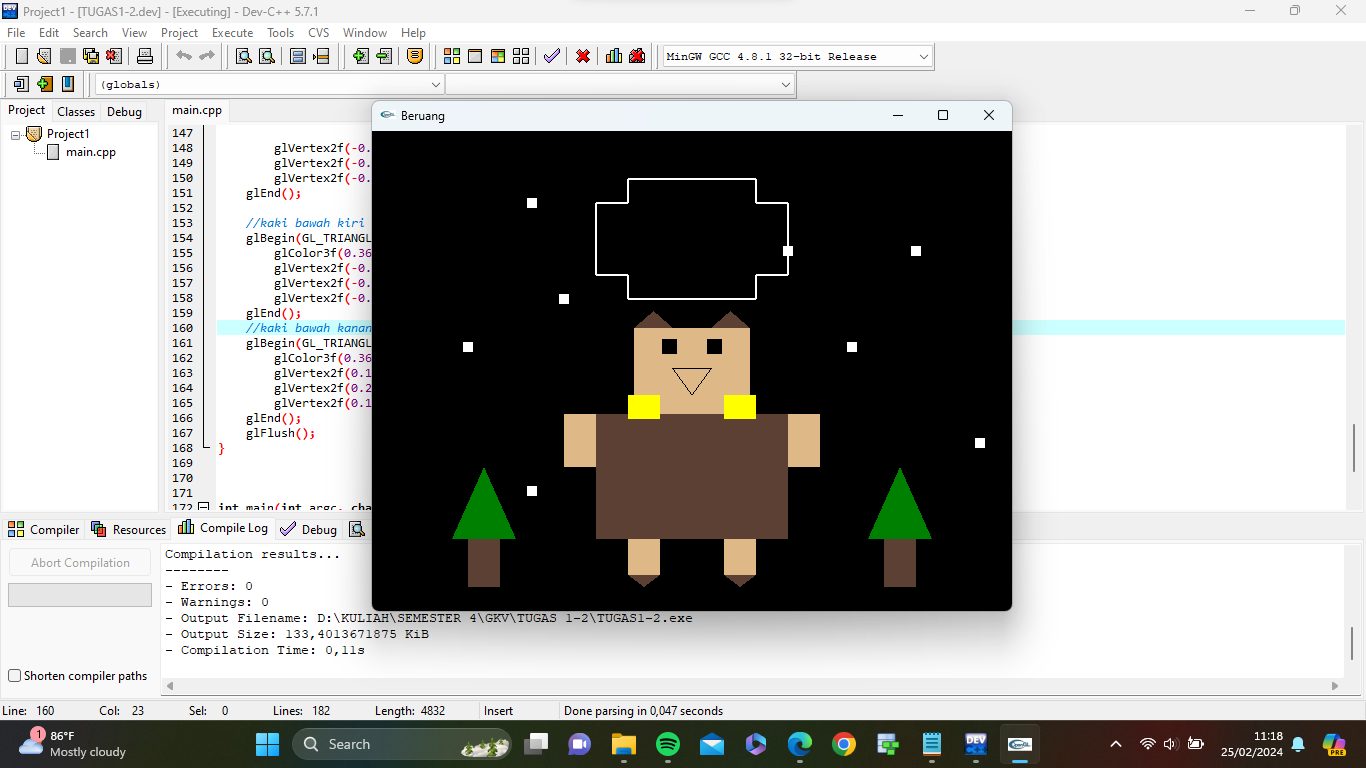 Project1 - [TUGAS1-2.dev] - [Executing] - Dev-C++ 5.7.1
File Edit Search View Project Execute Tools CVS Window Help
MinGW GCC 4.8.1 32-bit Release
(globals)
Project Classes Debug
main.cpp
Beruang
Project1
main.cpp
147
148 glVertex2f(-0.
149 glVertex2f(-0.
150 glVertex2f(-0.
151 glEnd();
152
153 //kaki bawah kiri
154 glBegin(GL_TRIANGL
155 glColor3f(0.36
156 glVertex2f(-0.
157 glVertex2f(-0.
158 glVertex2f(-0.
159 glEnd();
160 //kaki bawah kanan
161 glBegin(GL_TRIANGL
162 glColor3f(0.36
163 glVertex2f(0.1
164 glVertex2f(0.2
165 glVertex2f(0.1
166 glEnd();
167 glFlush();
168 }
169
170
171
172 int main(int argc, cha
Compiler Resources Compile Log Debug
Abort Compilation
Shorten compiler paths
Compilation results...
--------
- Errors: 0
- Warnings: 0
- Output Filename: D:\KULIAH\SEMESTER 4\GKV\TUGAS 1-2\TUGAS1-2.exe
- Output Size: 133,4013671875 KiB
- Compilation Time: 0,11s
Line: 160 Col: 23 Sel: 0 Lines: 182 Length: 4832 Insert Done parsing in 0,047 seconds
1
86°F
Mostly cloudy
Search
DEV
OpenGL
11:18
25/02/2024
PRE